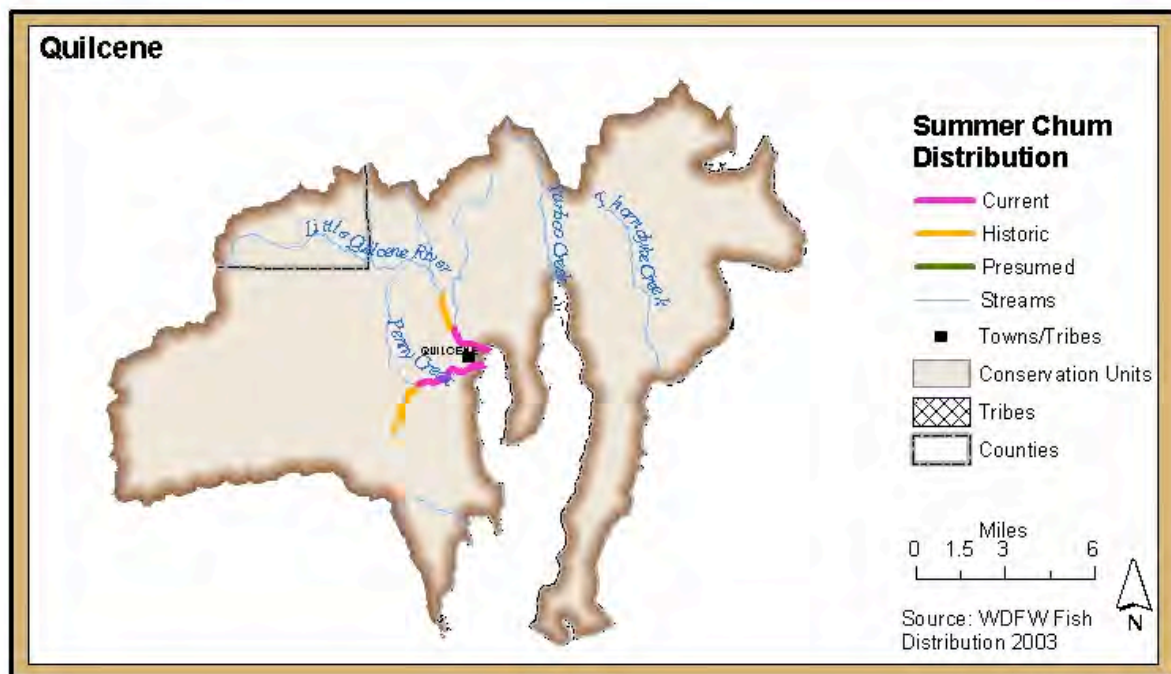 Quilcene
Little Quilcene River
Tarboo Creek
Thorndyke Creek
Penny Creek
QUILCENE
Summer Chum
Distribution
Current
Historic
Presumed
Streams
Towns/Tribes
Conservation Units
Tribes
Counties
Miles
0 1.5 3 6
N
Source: WDFW Fish
Distribution 2003